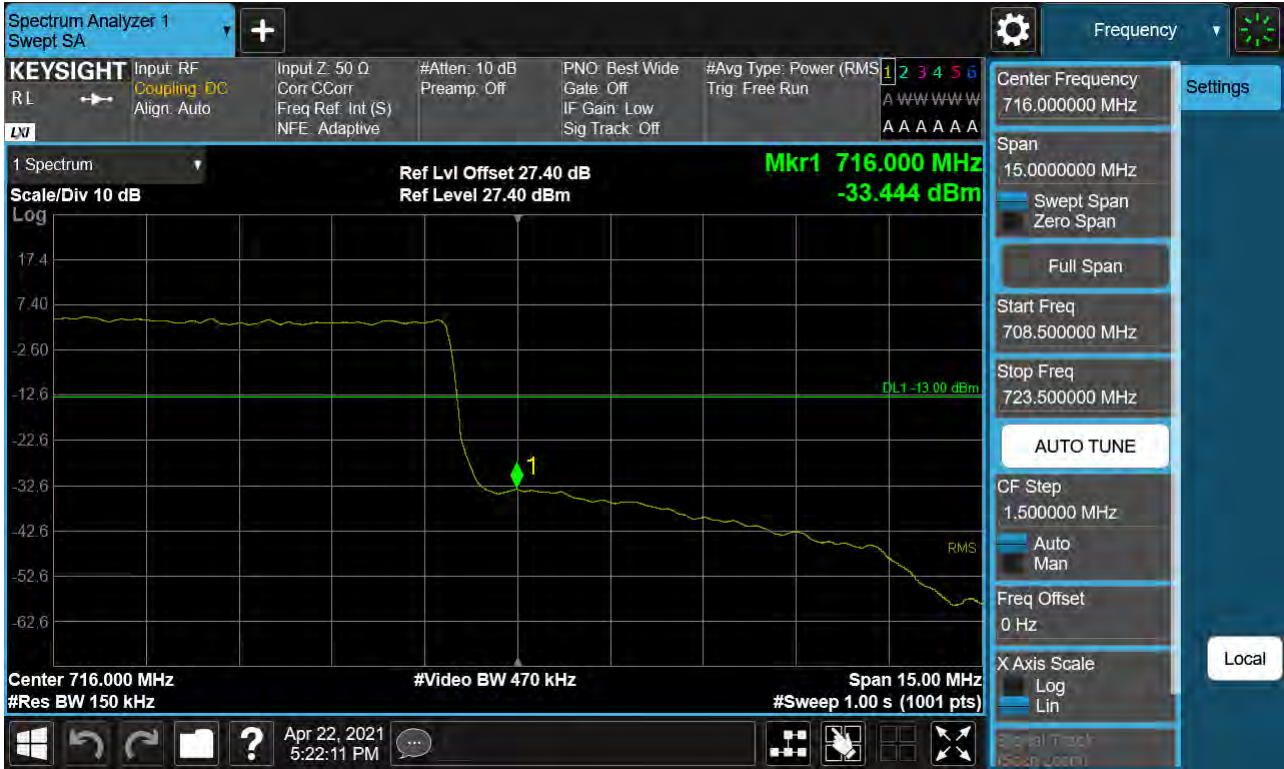 Spectrum Analyzer 1
Swept SA
Frequency
KEYSIGHT
R L
LXI
Input: RF
Coupling: DC
Align: Auto
Input Z: 50 Ω
Corr CCorr
Freq Ref: Int (S)
NFE: Adaptive
#Atten: 10 dB
Preamp: Off
PNO: Best Wide
Gate: Off
IF Gain: Low
Sig Track: Off
#Avg Type: Power (RMS
Trig: Free Run
1 2 3 4 5 6
A W W W W W
A A A A A A
1 Spectrum
Scale/Div 10 dB
Log
Ref Lvl Offset 27.40 dB
Ref Level 27.40 dBm
Mkr1 716.000 MHz
-33.444 dBm
17.4
7.40
-2.60
-12.6
-22.6
-32.6
-42.6
-52.6
-62.6
DL1 -13.00 dBm
1
RMS
Center 716.000 MHz
#Res BW 150 kHz
#Video BW 470 kHz
Span 15.00 MHz
#Sweep 1.00 s (1001 pts)
Center Frequency
716.000000 MHz
Span
15.0000000 MHz
Swept Span
Zero Span
Full Span
Start Freq
708.500000 MHz
Stop Freq
723.500000 MHz
AUTO TUNE
CF Step
1.500000 MHz
Auto
Man
Freq Offset
0 Hz
X Axis Scale
Log
Lin
Signal Track
(Span Zoom)
Settings
Local
?
Apr 22, 2021
5:22:11 PM